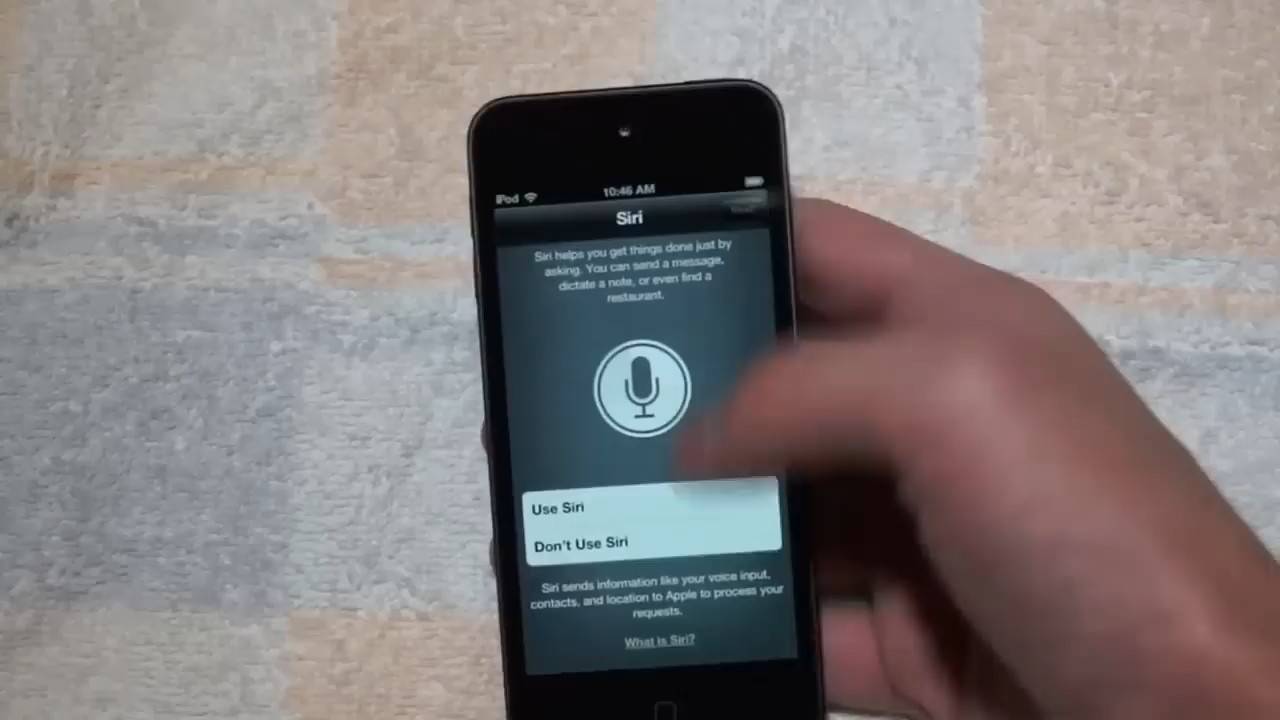 iPod 10:46 AM
Siri
Siri helps you get things done just by
asking. You can send a message,
dictate a note, or even find a
restaurant.
Use Siri
Don't Use Siri
Siri sends information like your voice input,
contacts, and location to Apple to process your
requests.
What is Siri?